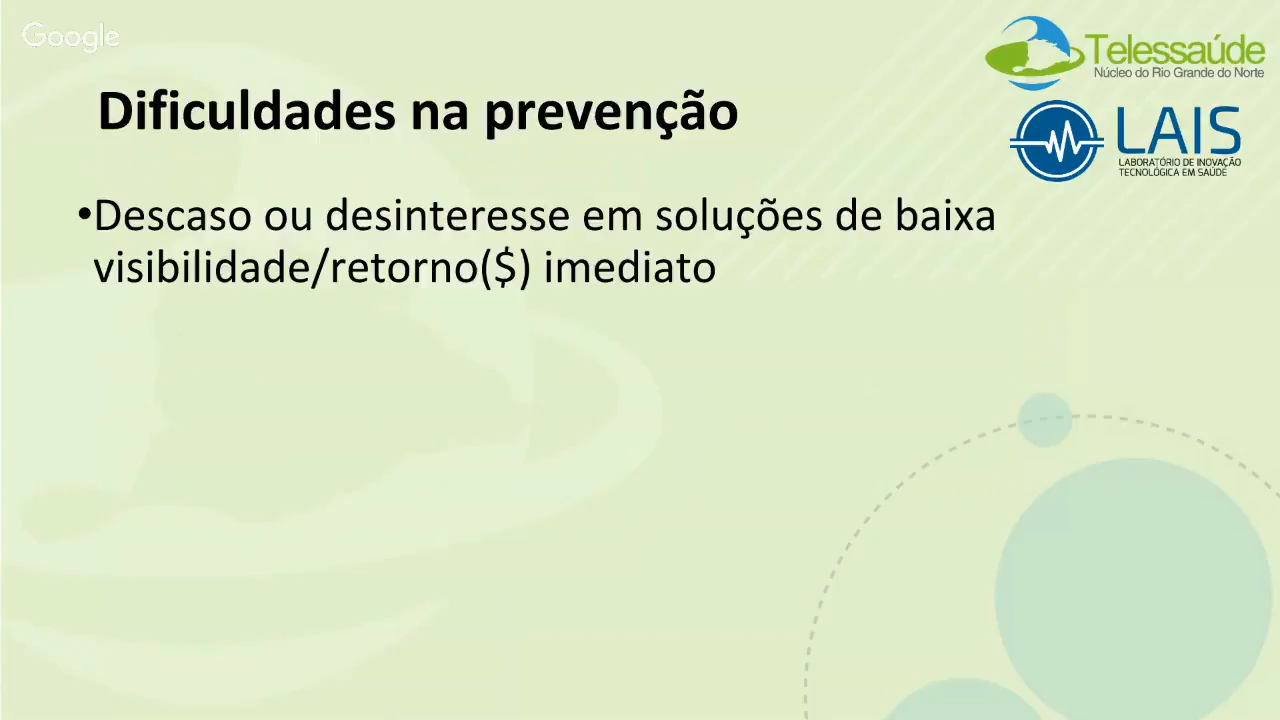 Google
Telessaúde
Núcleo do Rio Grande do Norte
Dificuldades na prevenção
LAIS
LABORATÓRIO DE INOVAÇÃO
TECNOLÓGICA EM SAÚDE
•Descaso ou desinteresse em soluções de baixa
visibilidade/retorno($) imediato